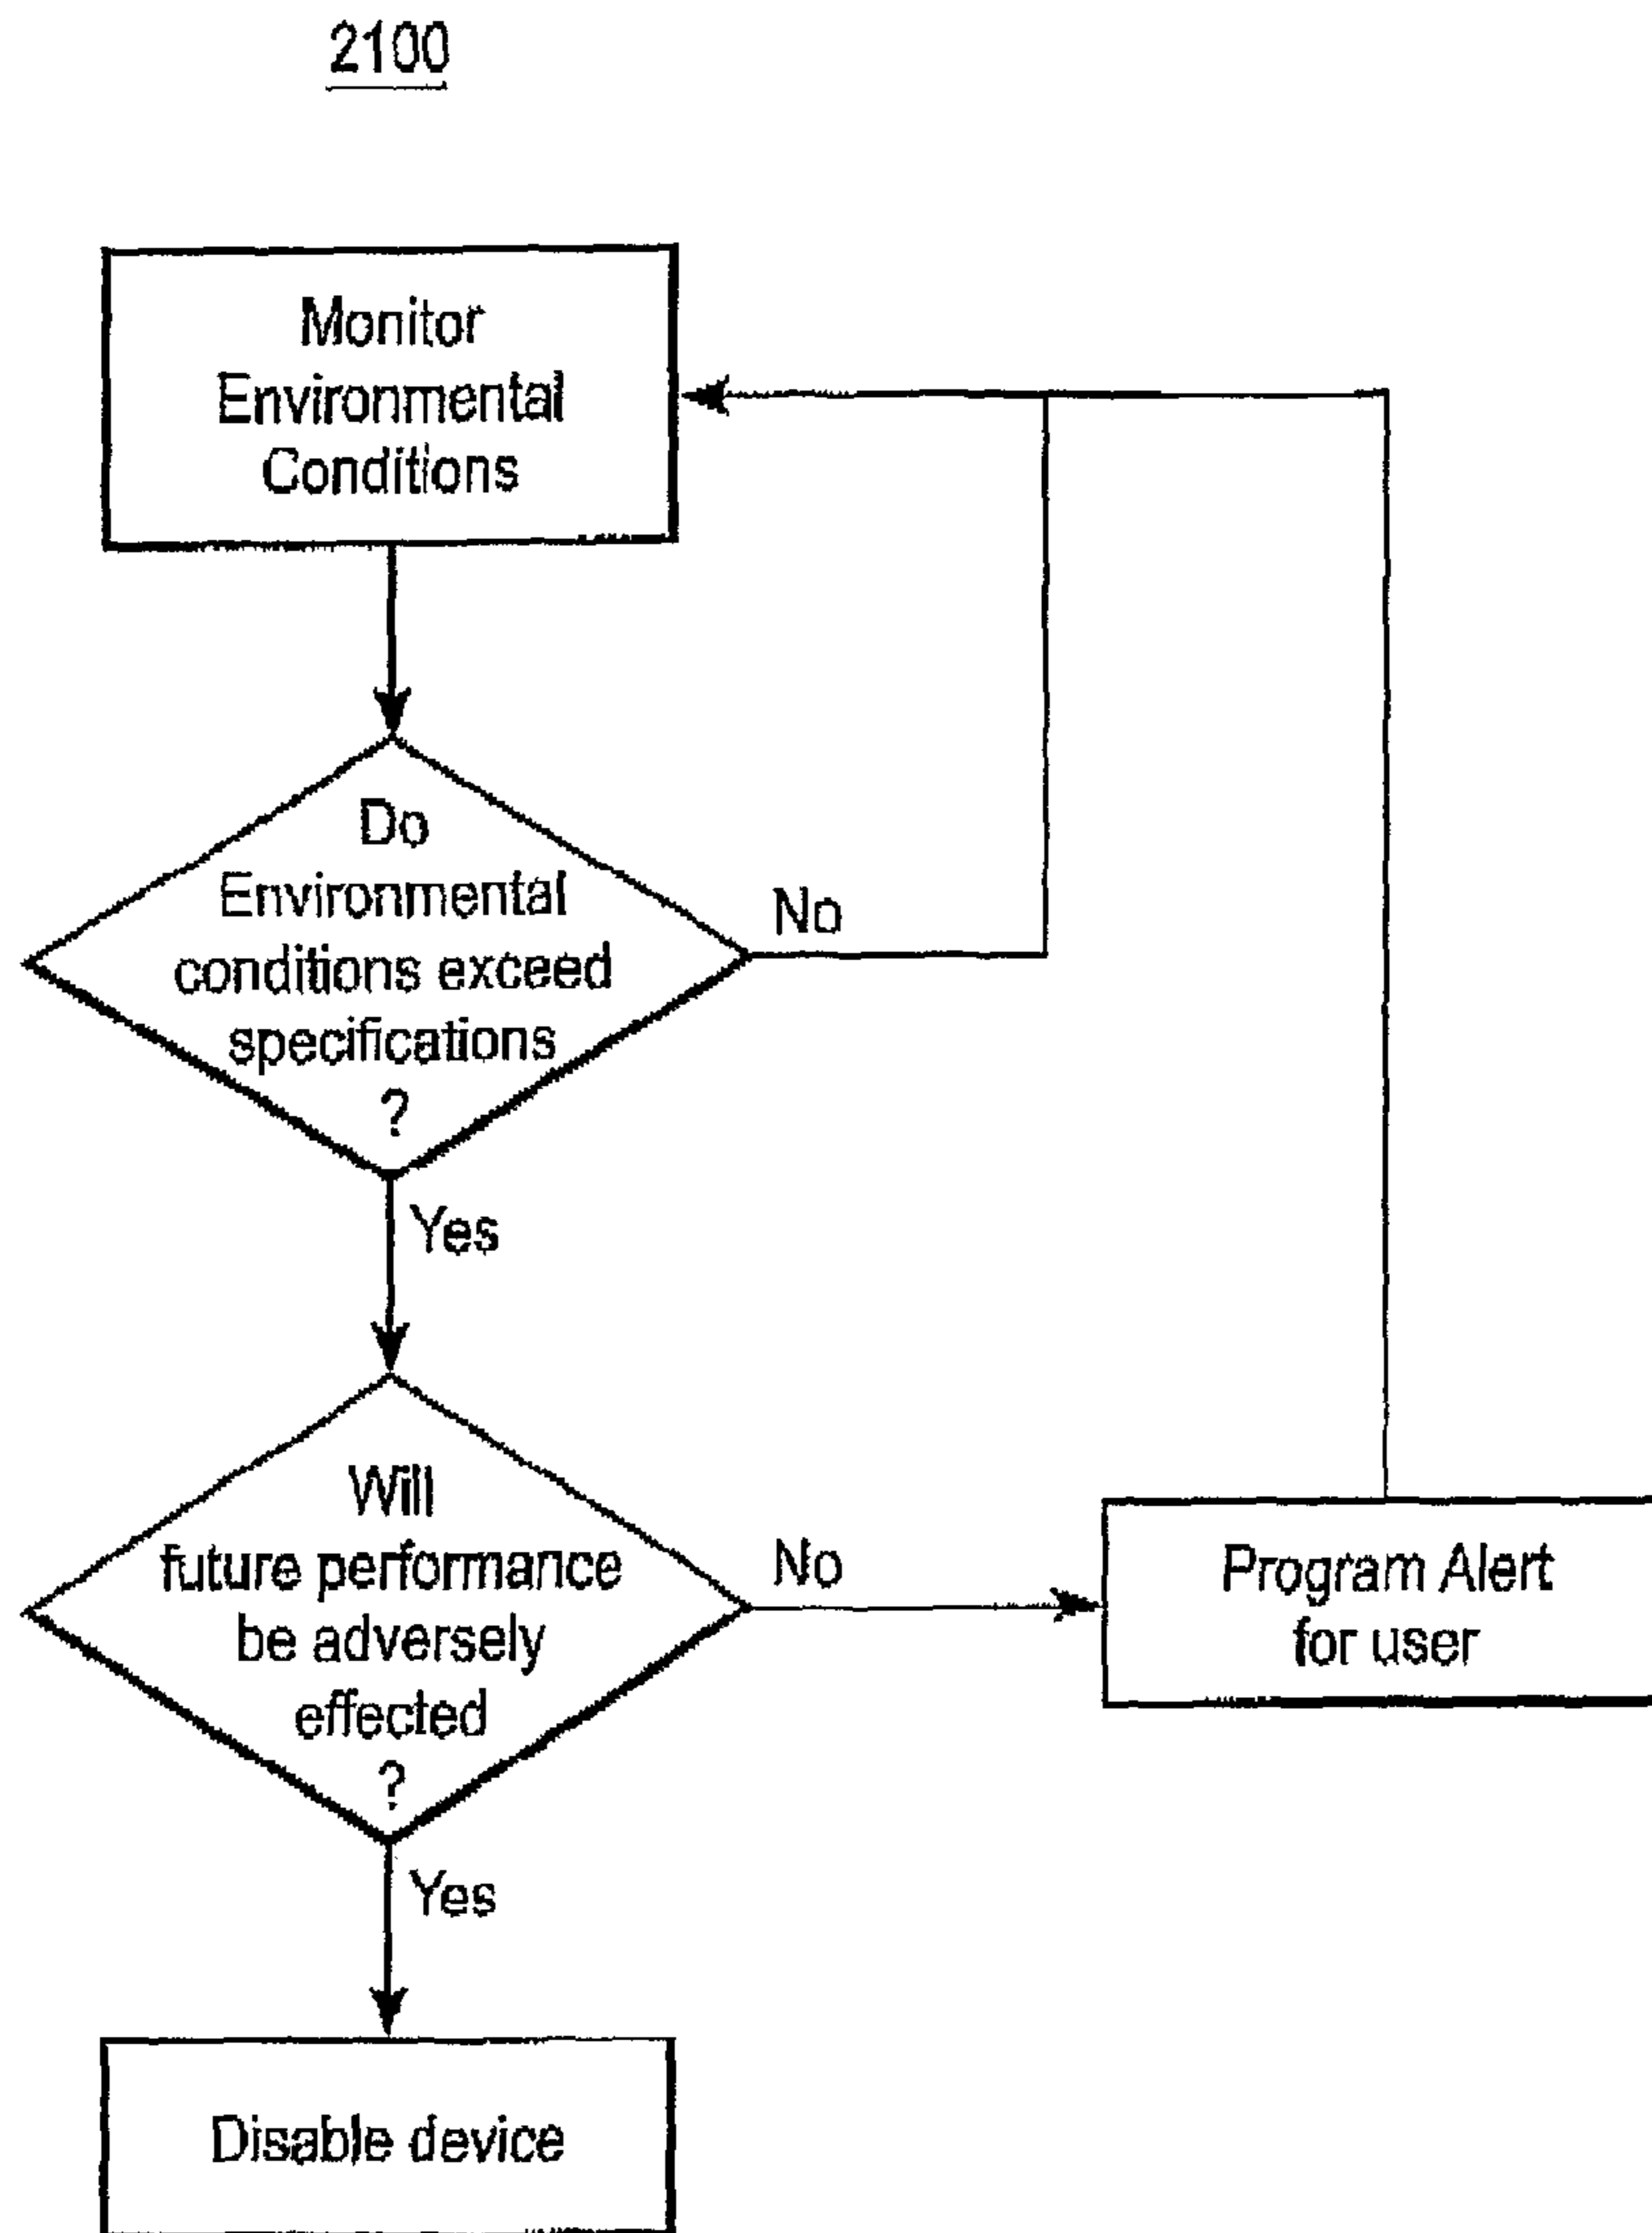 2100
Monitor
Environmental
Conditions
Do
Environmental
conditions exceed
specifications
?
No
Yes
Will
future performance
be adversely
effected
?
No
Program Alert
for user
Yes
Disable device